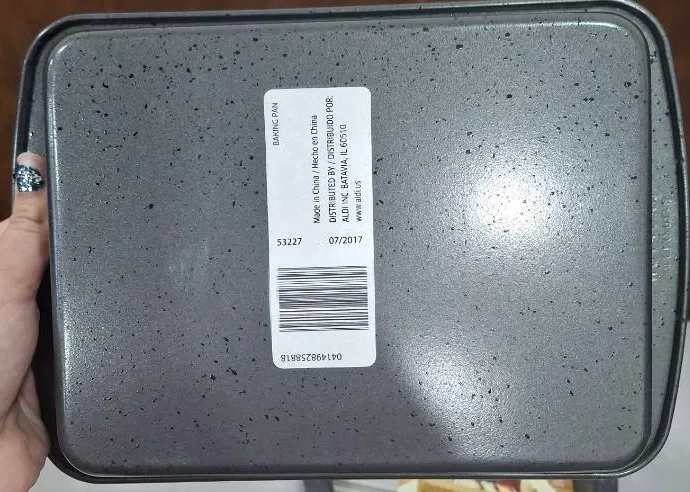 BAKING PAN
Made in China / Hecho en China
DISTRIBUTED BY / DISTRIBUIDO POR:
ALDI INC. BATAVIA, IL 60510
www.aldi.us
53227
07/2017
041498258818